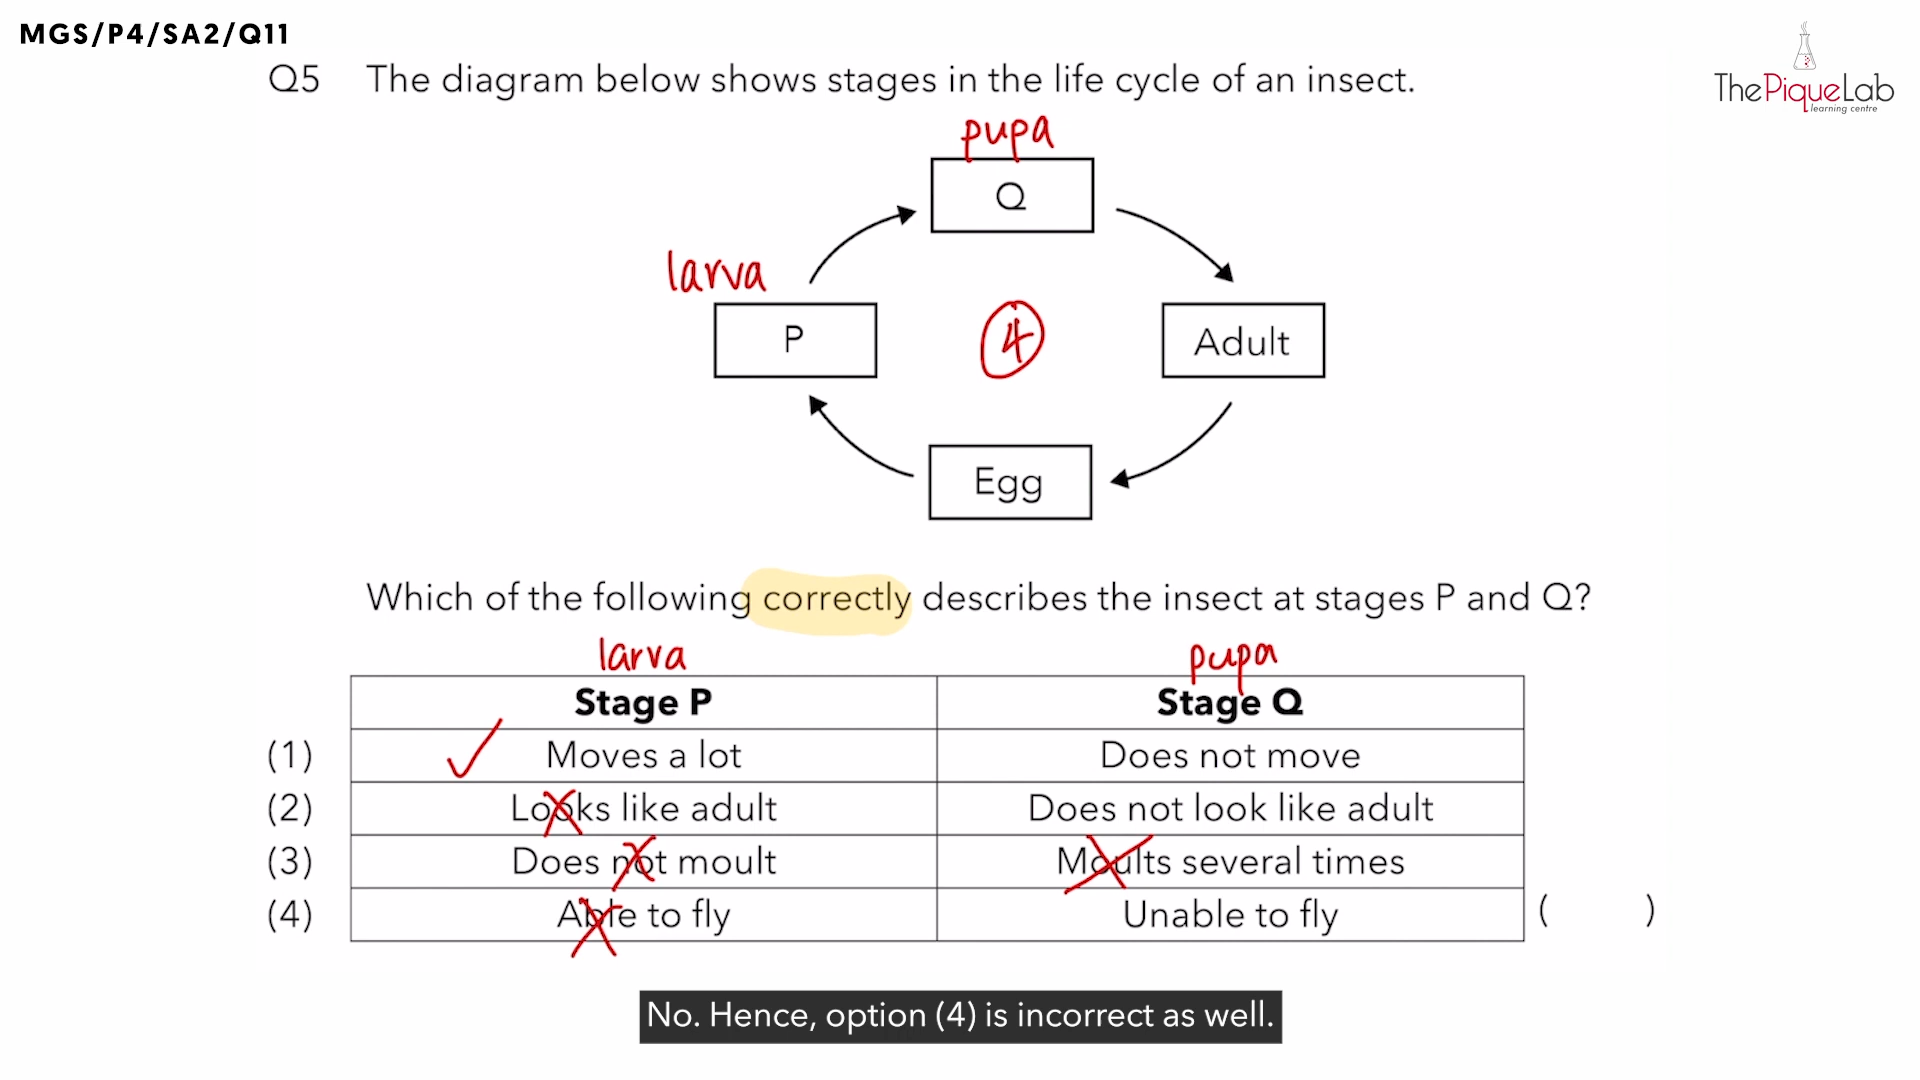 MGS/P4/SA2/Q11
ThePiqueLab
learning centre
Q5 The diagram below shows stages in the life cycle of an insect.
pupa
Q
larva
P
4
Adult
Egg
Which of the following correctly describes the insect at stages P and Q?
larva pupa
Stage P Stage Q
(1) Moves a lot Does not move
(2) Looks like adult Does not look like adult
(3) Does not moult Moults several times
(4) Able to fly Unable to fly ( )
No. Hence, option (4) is incorrect as well.